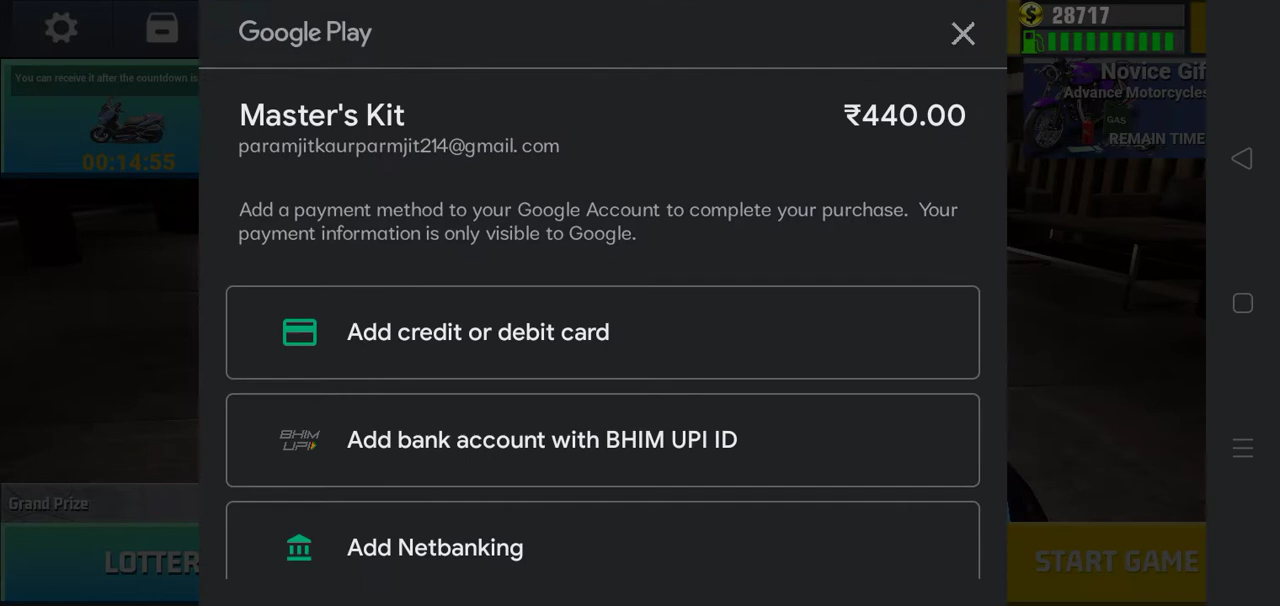 Google Play
Master's Kit
₹440.00
paramjitkaurparmjit214@gmail.com
Add a payment method to your Google Account to complete your purchase. Your
payment information is only visible to Google.
Add credit or debit card
BHIM
UPI
Add bank account with BHIM UPI ID
Add Netbanking
You can receive it after the countdown is
00:14:55
Grand Prize
LOTTER
$ 28717
Novice Gif
Advance Motorcycles
GAS
REMAIN TIME
START GAME